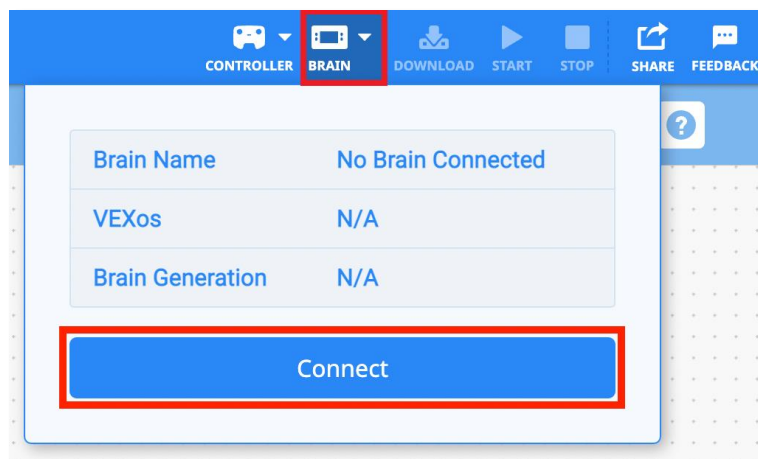 CONTROLLER BRAIN DOWNLOAD START STOP SHARE FEEDBACK
?
Brain Name No Brain Connected
VEXos N/A
Brain Generation N/A
Connect